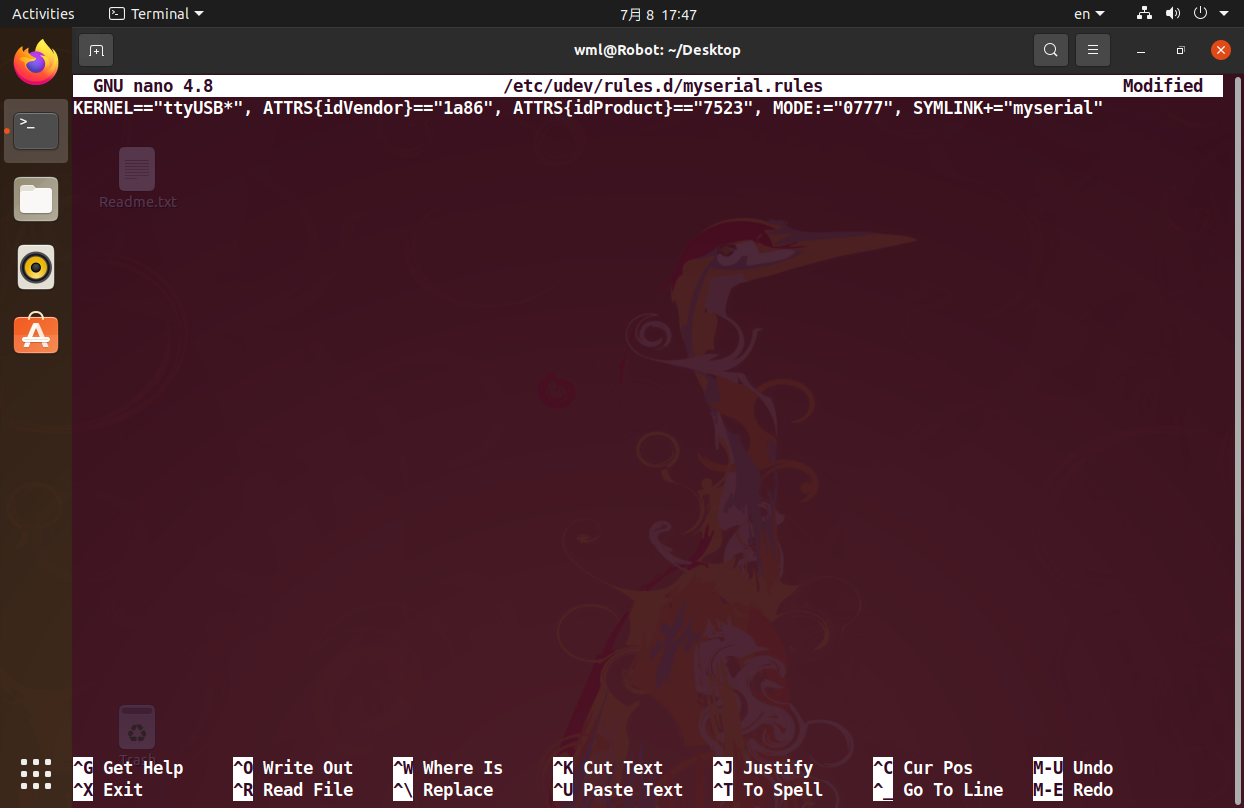 Activities Terminal 7月 8 17:47 en
wml@Robot: ~/Desktop
GNU nano 4.8 /etc/udev/rules.d/myserial.rules Modified
KERNEL=="ttyUSB*", ATTRS{idVendor}=="1a86", ATTRS{idProduct}=="7523", MODE:="0777", SYMLINK+="myserial"
Readme.txt
Trash
^G Get Help ^O Write Out ^W Where Is ^K Cut Text ^J Justify ^C Cur Pos M-U Undo
^X Exit ^R Read File ^\ Replace ^U Paste Text ^T To Spell ^_ Go To Line M-E Redo